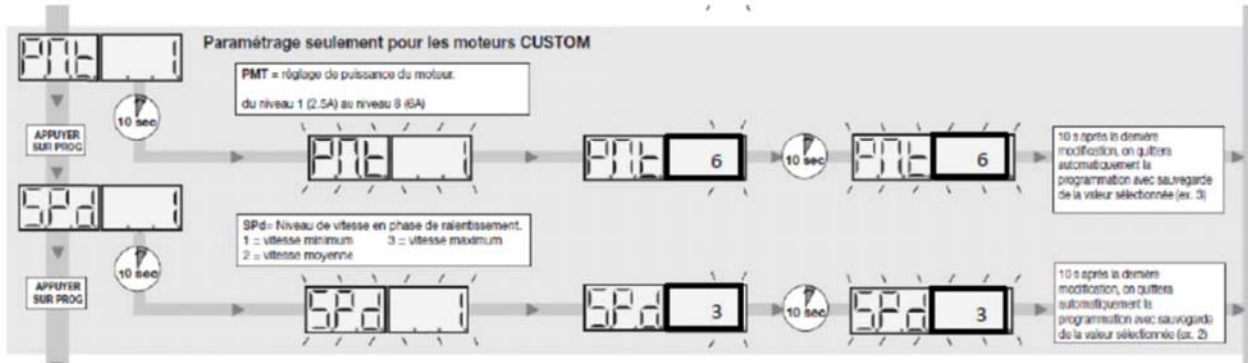 Paramétrage seulement pour les moteurs CUSTOM
PMt 1
PMT = réglage de puissance du moteur.
du niveau 1 (2.5A) au niveau 8 (6A)
10 sec
APPUYER
SUR PROG
PMt 1
PMt 6
10 sec
PMt 6
10 s après la dernière
modification, on quittera
automatiquement la
programmation avec sauvegarde
de la valeur sélectionnée (ex. 3)
SP.d 1
SPd= Niveau de vitesse en phase de ralentissement.
1 = vitesse minimum 3 = vitesse maximum
2 = vitesse moyenne
10 sec
APPUYER
SUR PROG
SP.d 1
SP.d 3
10 sec
SP.d 3
10 s après la dernière
modification, on quittera
automatiquement la
programmation avec sauvegarde
de la valeur sélectionnée (ex. 2)